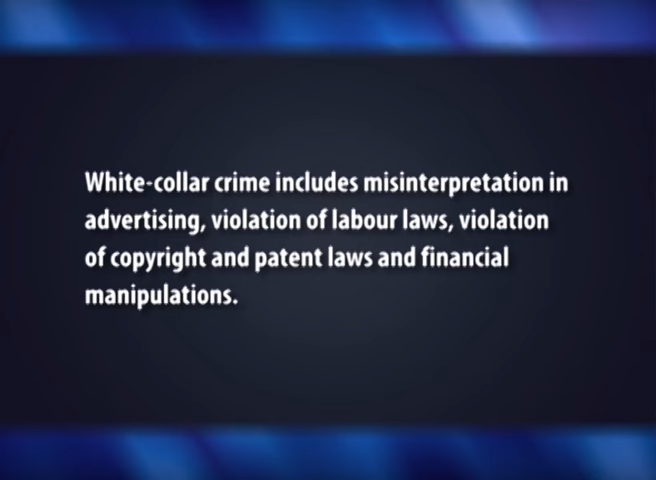 White-collar crime includes misinterpretation in
advertising, violation of labour laws, violation
of copyright and patent laws and financial
manipulations.